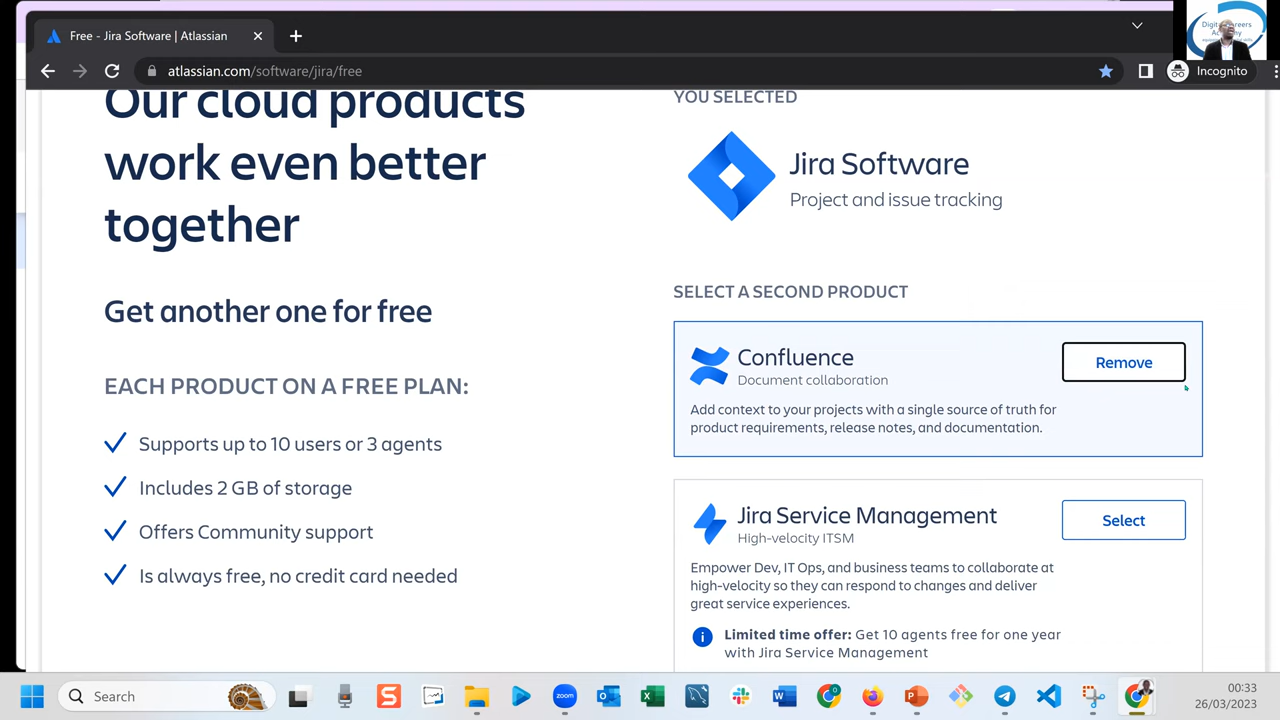 Free - Jira Software | Atlassian
atlassian.com/software/jira/free
Incognito
Our cloud products
work even better
together
Get another one for free
EACH PRODUCT ON A FREE PLAN:
Supports up to 10 users or 3 agents
Includes 2 GB of storage
Offers Community support
Is always free, no credit card needed
YOU SELECTED
Jira Software
Project and issue tracking
SELECT A SECOND PRODUCT
Confluence
Document collaboration
Remove
Add context to your projects with a single source of truth for
product requirements, release notes, and documentation.
Jira Service Management
High-velocity ITSM
Select
Empower Dev, IT Ops, and business teams to collaborate at
high-velocity so they can respond to changes and deliver
great service experiences.
Limited time offer: Get 10 agents free for one year
with Jira Service Management
Search
zoom
00:33
26/03/2023